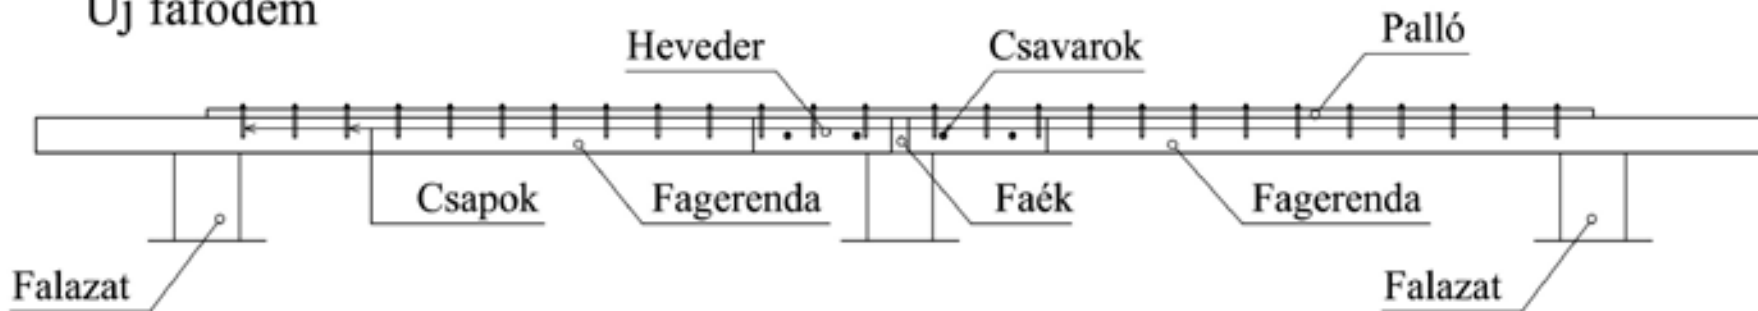 Új fafödém
Heveder
Csavarok
Palló
Csapok
Fagerenda
Faék
Fagerenda
Falazat
Falazat